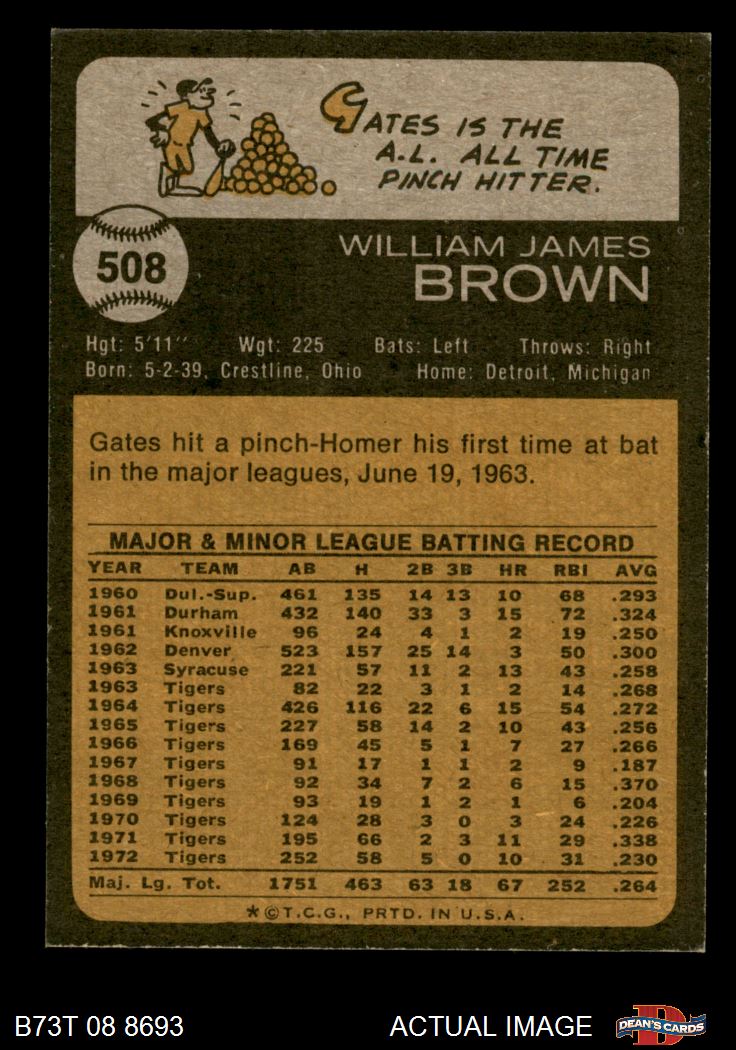 GATES IS THE
A.L. ALL TIME
PINCH HITTER.
508
WILLIAM JAMES
BROWN
Hgt: 5'11" Wgt: 225 Bats: Left Throws: Right
Born: 5-2-39, Crestline, Ohio Home: Detroit, Michigan
Gates hit a pinch-Homer his first time at bat
in the major leagues, June 19, 1963.
MAJOR & MINOR LEAGUE BATTING RECORD
YEAR TEAM AB H 2B 3B HR RBI AVG
1960 Dul.-Sup. 461 135 14 13 10 68 .293
1961 Durham 432 140 33 3 15 72 .324
1961 Knoxville 96 24 4 1 2 19 .250
1962 Denver 523 157 25 14 3 50 .300
1963 Syracuse 221 57 11 2 13 43 .258
1963 Tigers 82 22 3 1 2 14 .268
1964 Tigers 426 116 22 6 15 54 .272
1965 Tigers 227 58 14 2 10 43 .256
1966 Tigers 169 45 5 1 7 27 .266
1967 Tigers 91 17 1 1 2 9 .187
1968 Tigers 92 34 7 2 6 15 .370
1969 Tigers 93 19 1 2 1 6 .204
1970 Tigers 124 28 3 0 3 24 .226
1971 Tigers 195 66 2 3 11 29 .338
1972 Tigers 252 58 5 0 10 31 .230
Maj. Lg. Tot. 1751 463 63 18 67 252 .264
*©T.C.G., PRTD. IN U.S.A.
B73T 08 8693 ACTUAL IMAGE DEAN'S CARDS